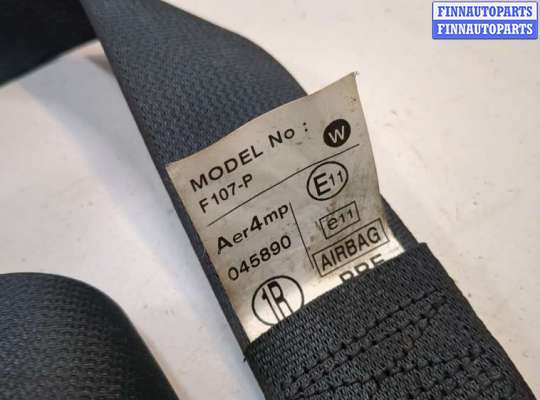 FINNAUTOPARTS
FINNAUTOPARTS
MODEL No : W
F107-P
E11
Aer4mp
e11
045890
AIRBAG
1R